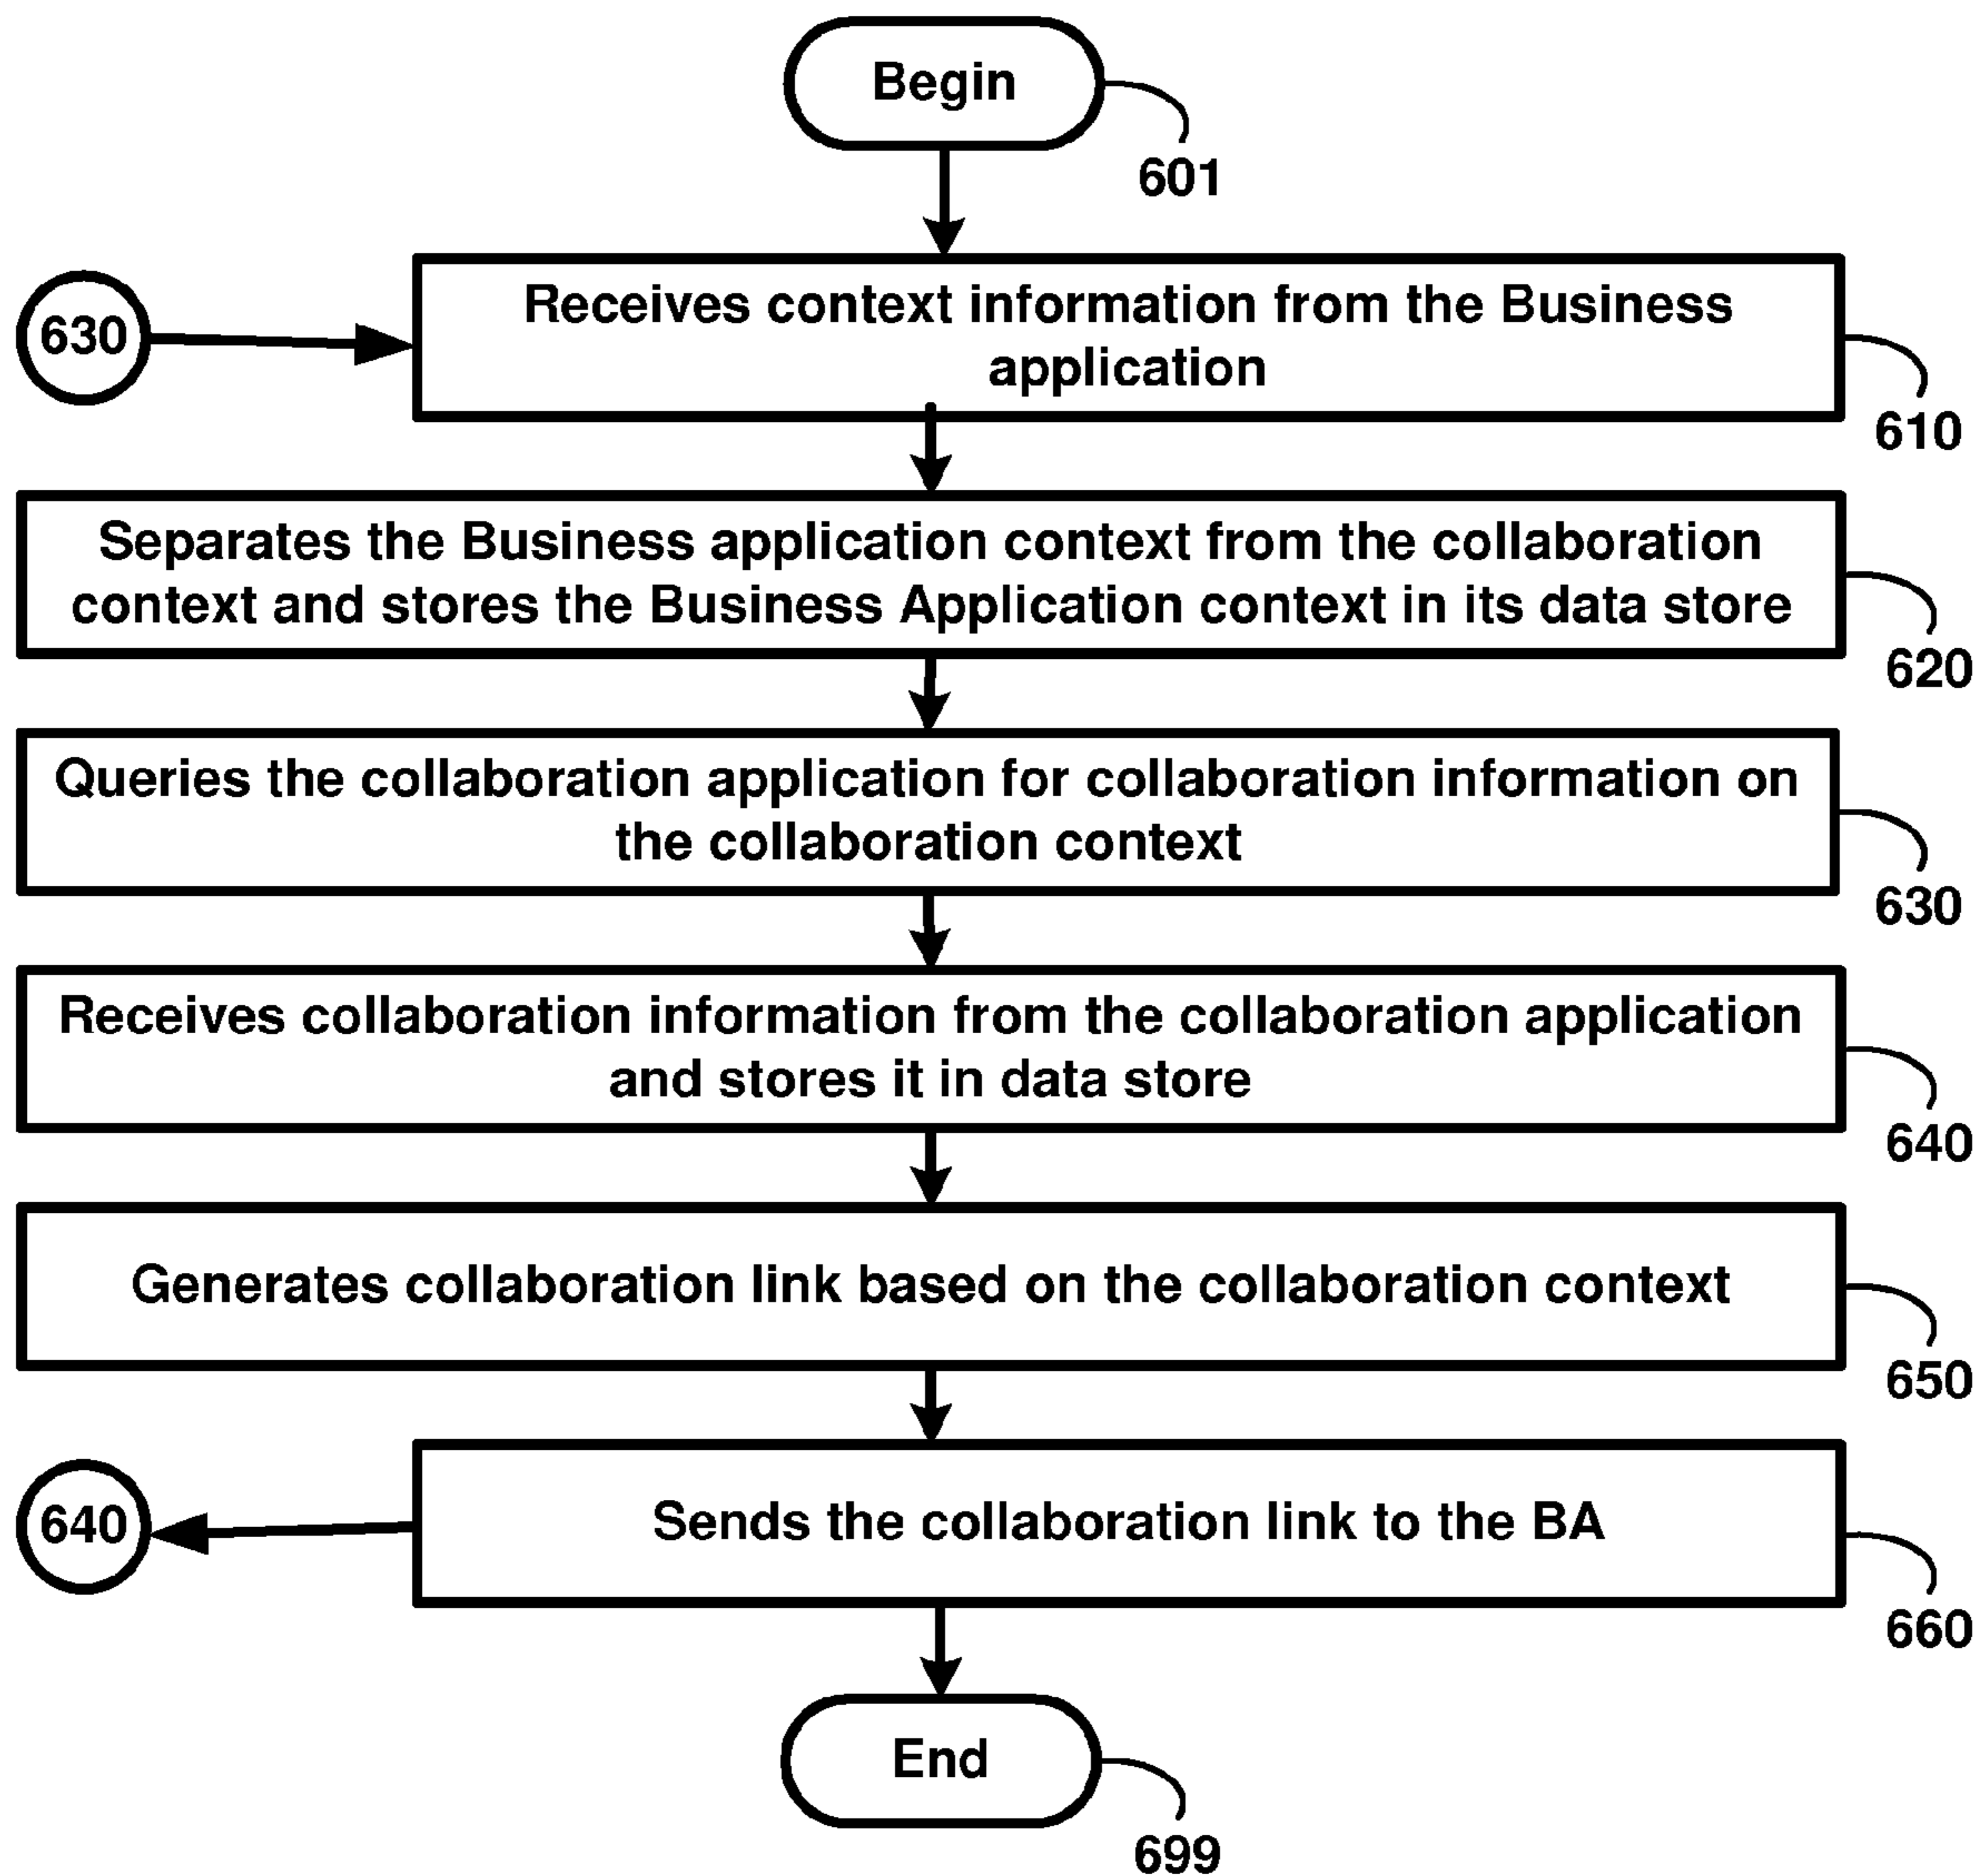 Begin
601
630
Receives context information from the Business
application
610
Separates the Business application context from the collaboration
context and stores the Business Application context in its data store
620
Queries the collaboration application for collaboration information on
the collaboration context
630
Receives collaboration information from the collaboration application
and stores it in data store
640
Generates collaboration link based on the collaboration context
650
640
Sends the collaboration link to the BA
660
End
699